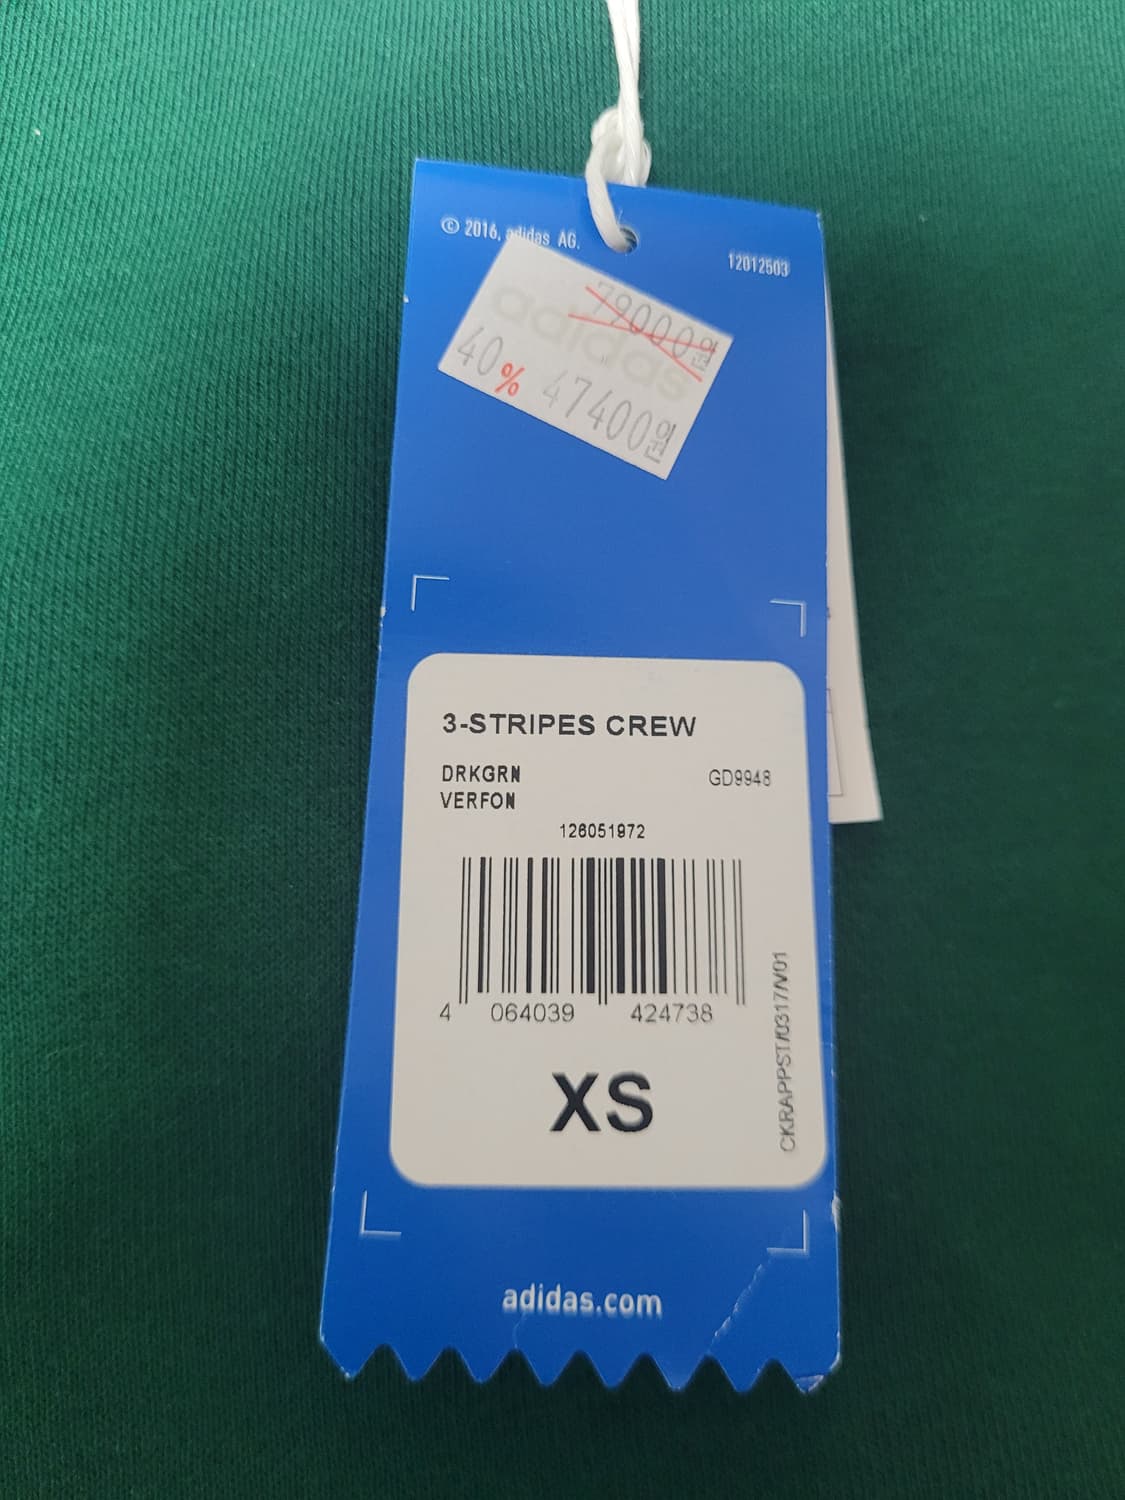 © 2016, adidas AG.
12012503
adidas
79000원
40% 47400원
3-STRIPES CREW
DRKGRN
GD9948
VERFON
126051972
4 064039 424738
CKRAPPST/0317/V01
XS
adidas.com